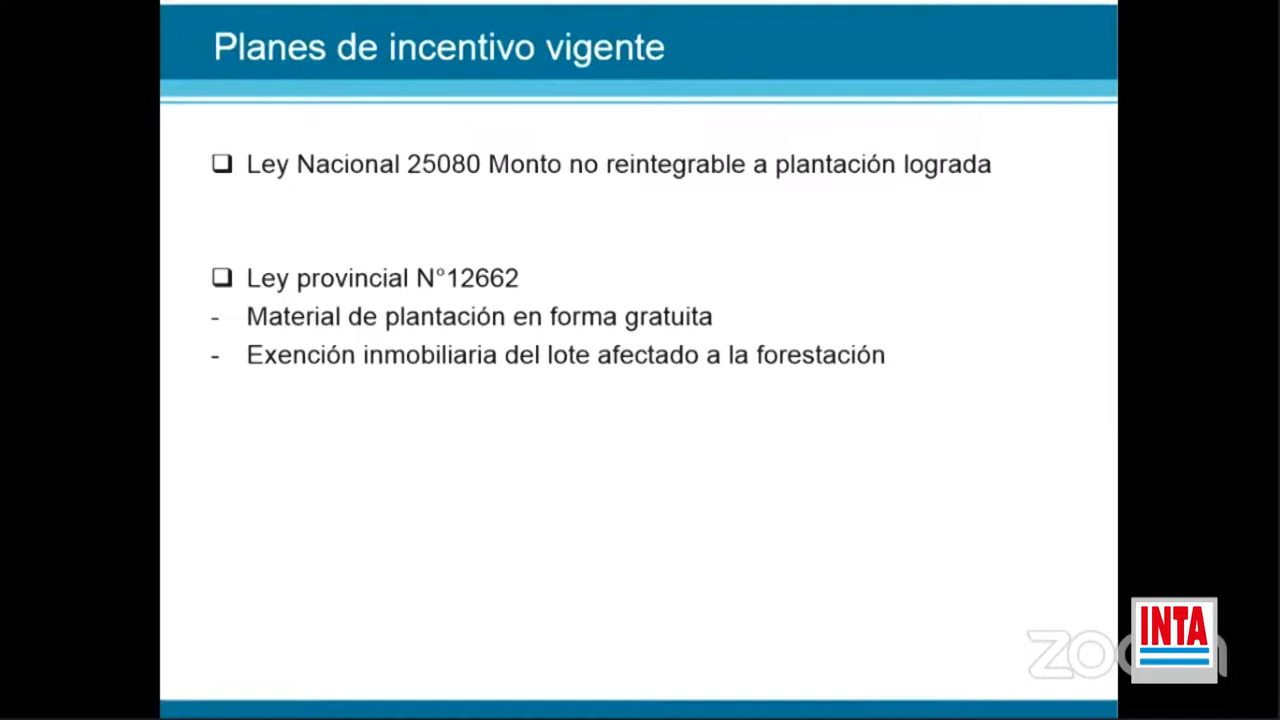 Planes de incentivo vigente
Ley Nacional 25080 Monto no reintegrable a plantación lograda
Ley provincial N°12662
- Material de plantación en forma gratuita
- Exención inmobiliaria del lote afectado a la forestación
zoom
INTA